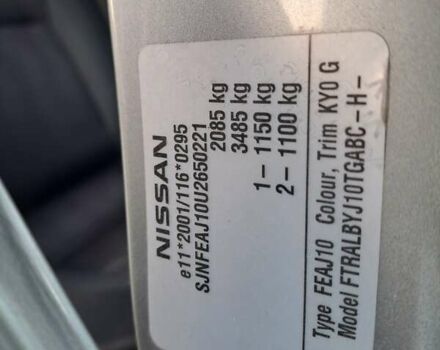 NISSAN
e11*2001/116*0295
SJNFEAJ10U2650221
2085 kg
3485 kg
1- 1150 kg
2- 1100 kg
Type FEAJ10 Colour, Trim KY0 G
Model FTRALBYJ10TGABC-H-